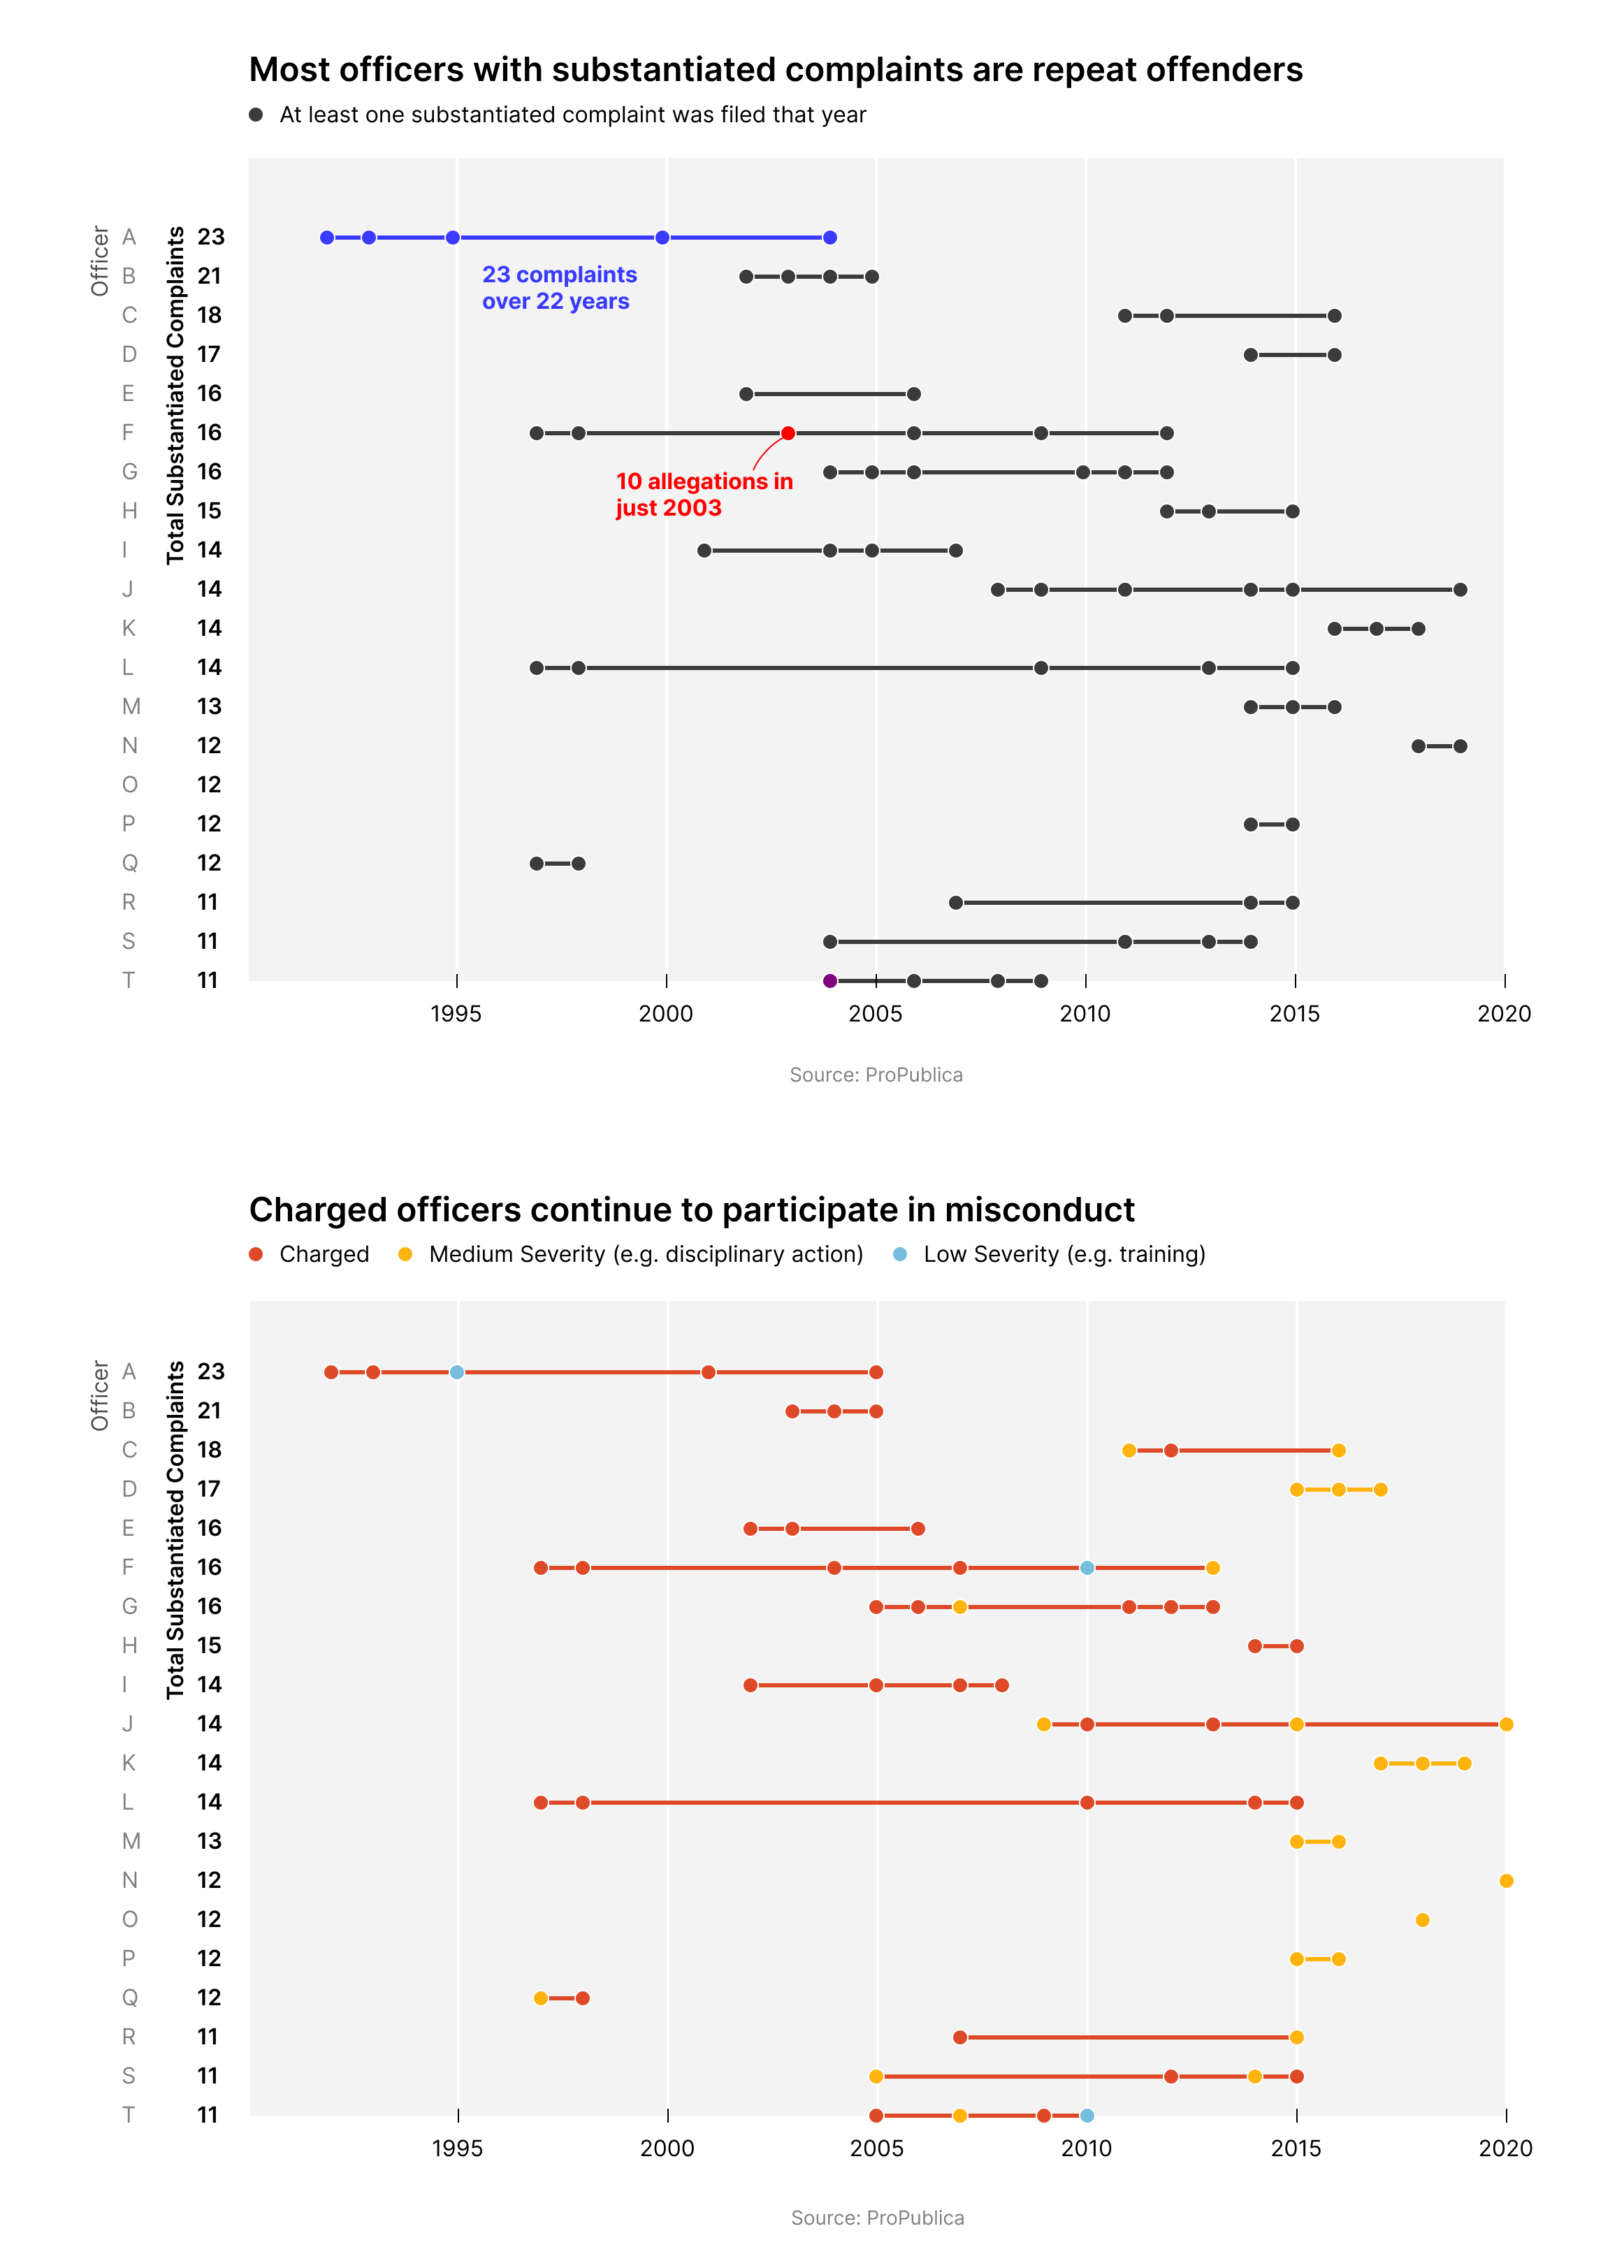 Most officers with substantiated complaints are repeat offenders
At least one substantiated complaint was filed that year
Officer
Total Substantiated Complaints
A 23
23 complaints
over 22 years
B 21
C 18
D 17
E 16
F 16
10 allegations in
just 2003
G 16
H 15
I 14
J 14
K 14
L 14
M 13
N 12
O 12
P 12
Q 12
R 11
S 11
T 11
1995 2000 2005 2010 2015 2020
Source: ProPublica
Charged officers continue to participate in misconduct
Charged Medium Severity (e.g. disciplinary action) Low Severity (e.g. training)
Officer
Total Substantiated Complaints
A 23
B 21
C 18
D 17
E 16
F 16
G 16
H 15
I 14
J 14
K 14
L 14
M 13
N 12
O 12
P 12
Q 12
R 11
S 11
T 11
1995 2000 2005 2010 2015 2020
Source: ProPublica